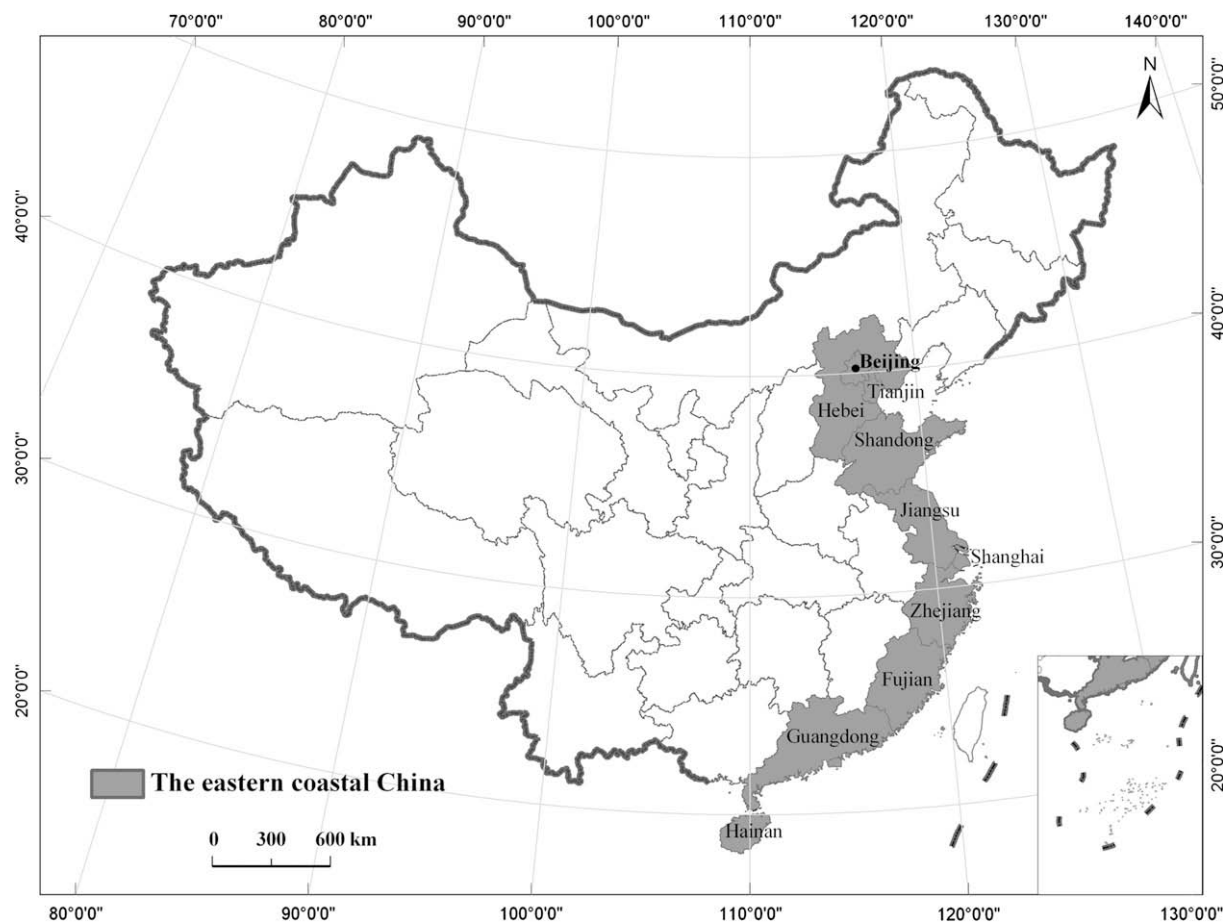 70°0'0" 80°0'0" 90°0'0" 100°0'0" 110°0'0" 120°0'0" 130°0'0" 140°0'0"
N
50°0'0"
40°0'0"
40°0'0"
Beijing
Tianjin
Hebei
Shandong
30°0'0"
Jiangsu
30°0'0"
Shanghai
Zhejiang
20°0'0"
Fujian
Guangdong
20°0'0"
The eastern coastal China
Hainan
0 300 600 km
80°0'0" 90°0'0" 100°0'0" 110°0'0" 120°0'0" 130°0'0"